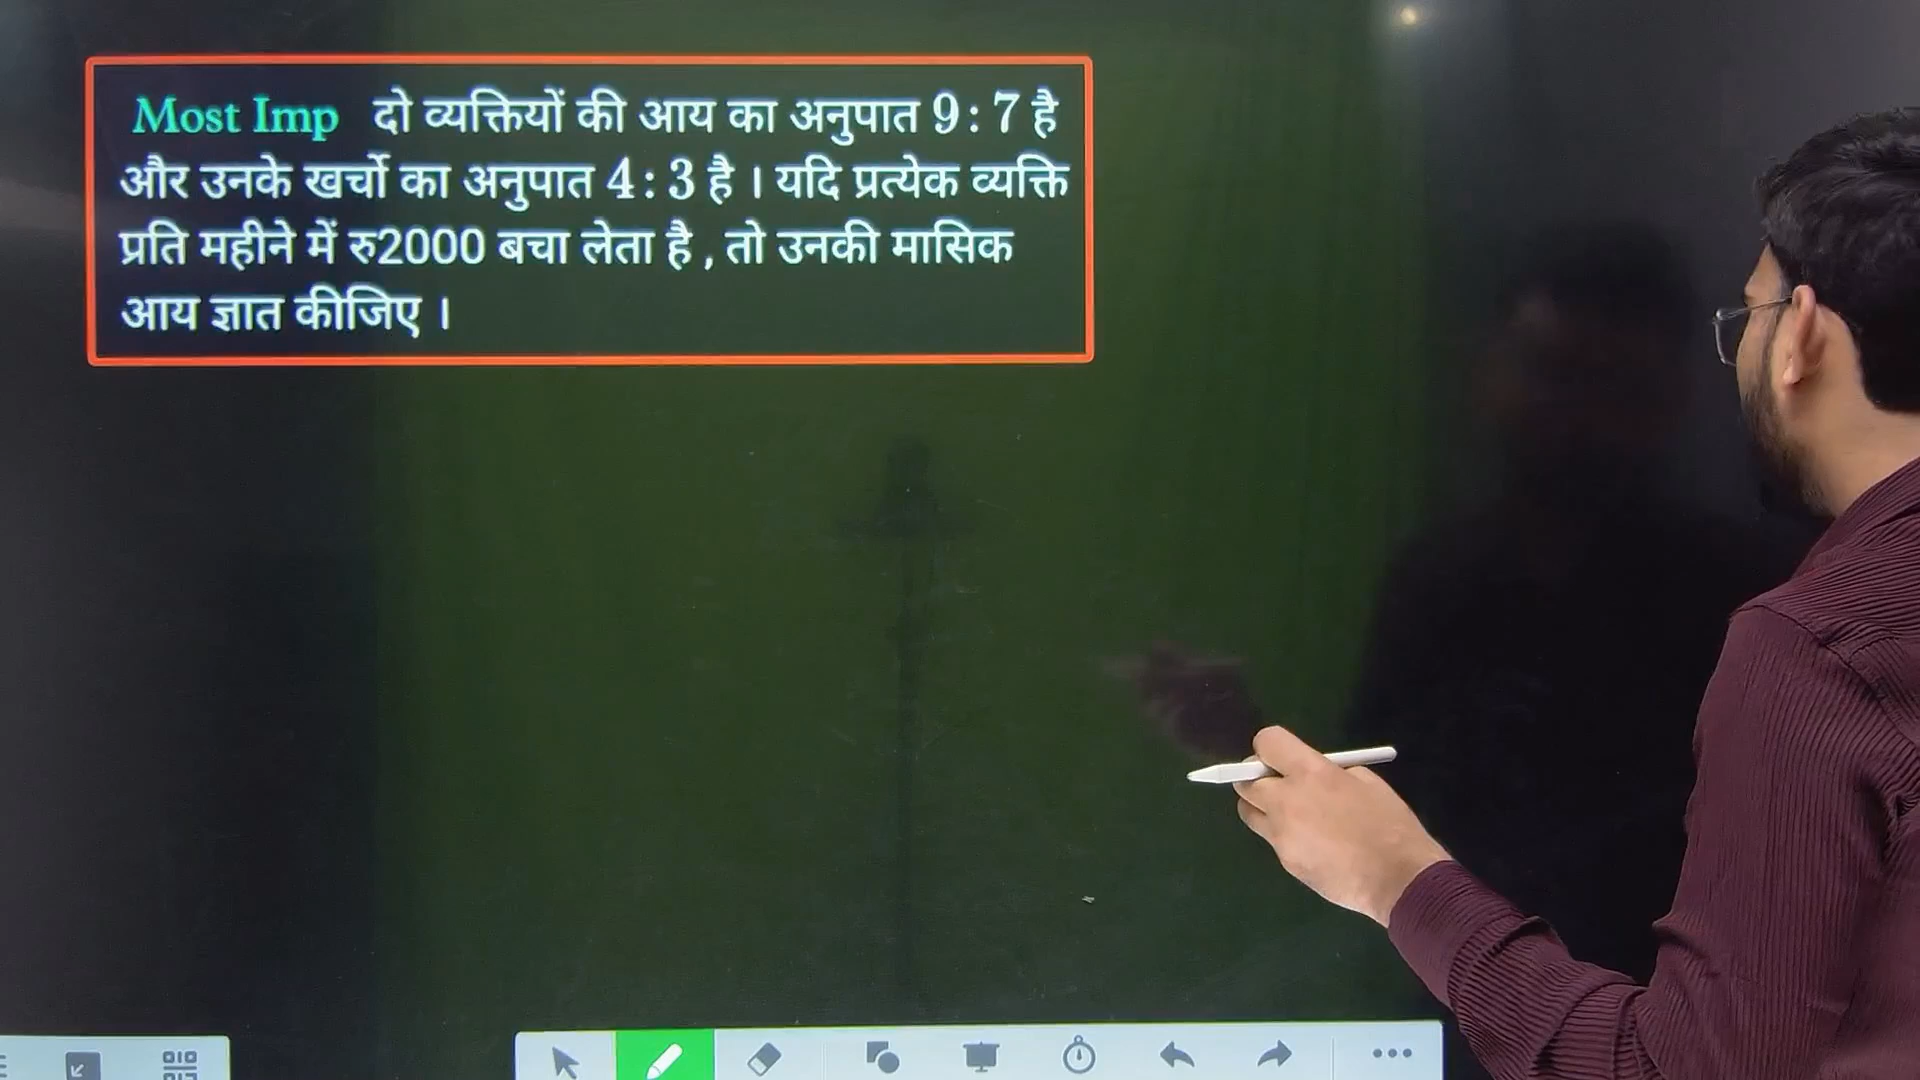 Most Imp दो व्यक्तियों की आय का अनुपात 9 : 7 है
और उनके खर्चो का अनुपात 4 : 3 है । यदि प्रत्येक व्यक्ति
प्रति महीने में रु2000 बचा लेता है , तो उनकी मासिक
आय ज्ञात कीजिए ।